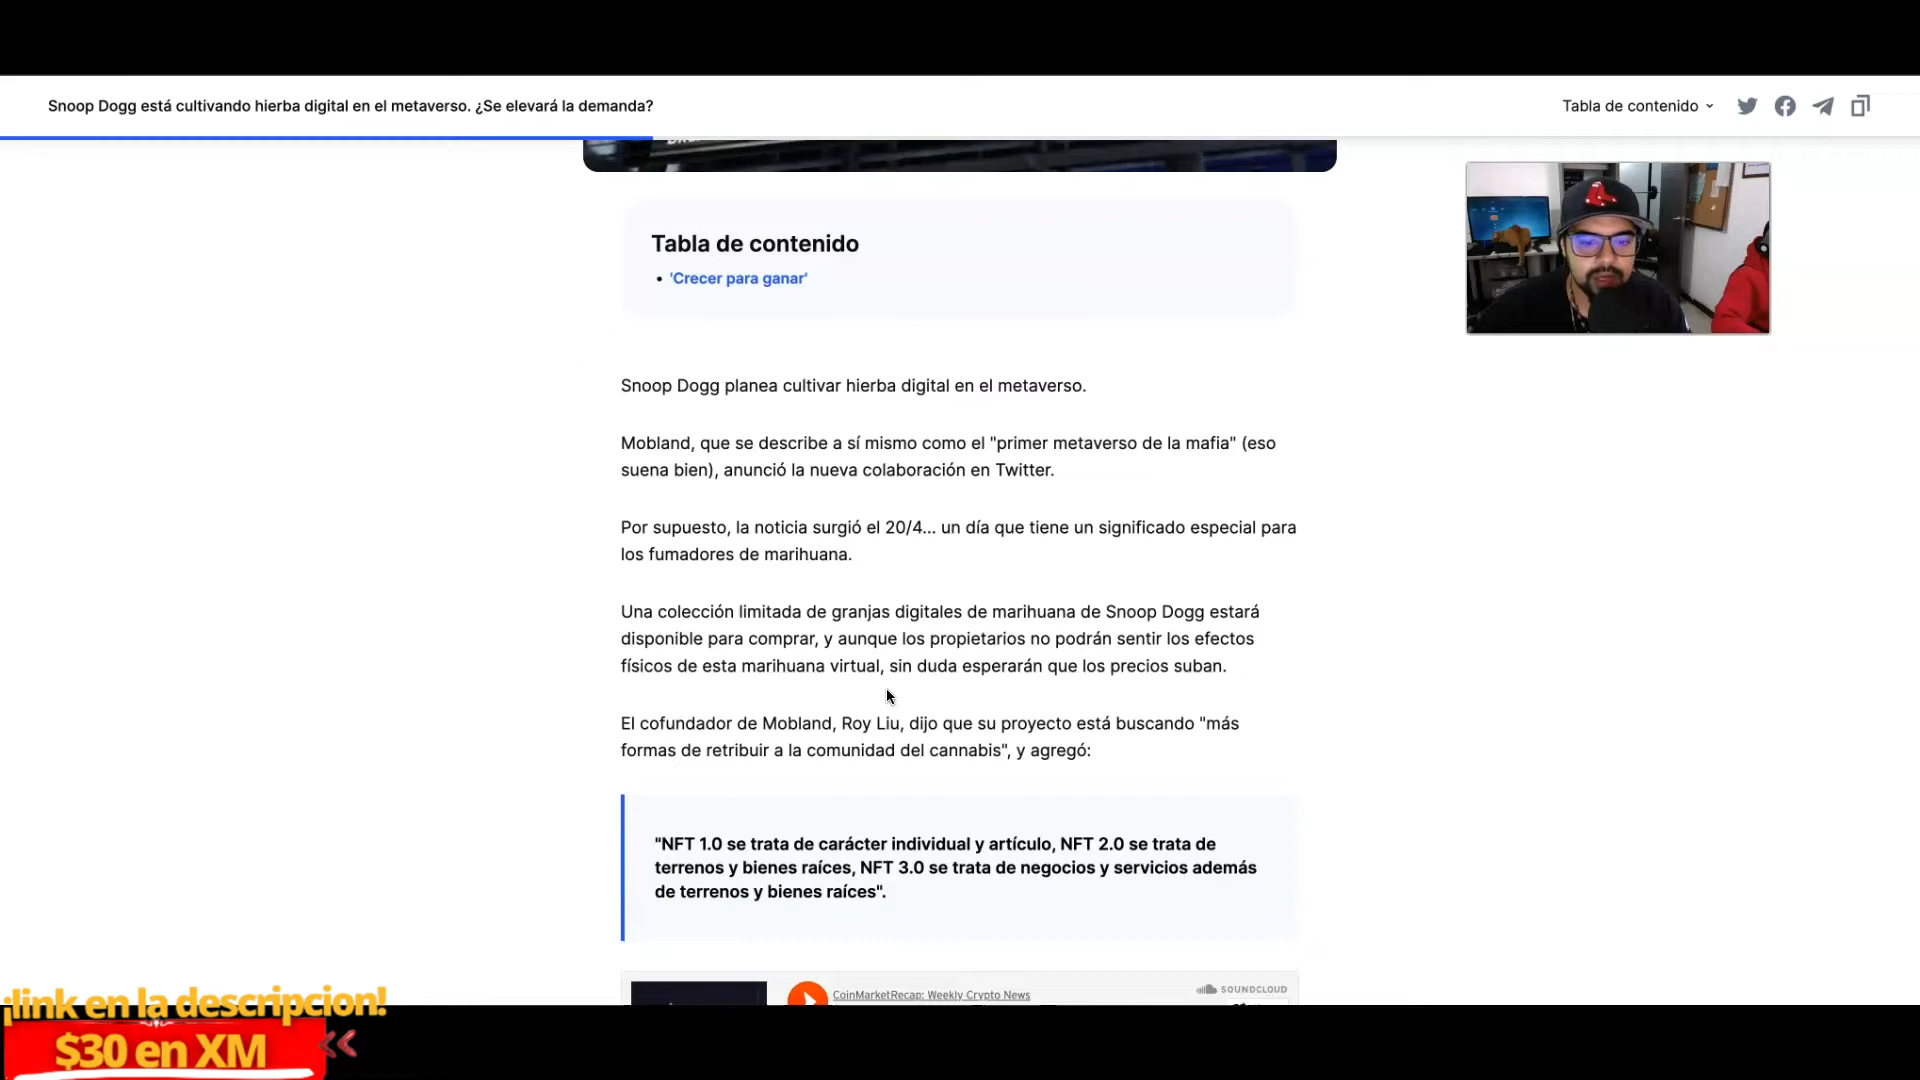 Snoop Dogg está cultivando hierba digital en el metaverso. ¿Se elevará la demanda?
Tabla de contenido
Tabla de contenido
• 'Crecer para ganar'
Snoop Dogg planea cultivar hierba digital en el metaverso.
Mobland, que se describe a sí mismo como el "primer metaverso de la mafia" (eso
suena bien), anunció la nueva colaboración en Twitter.
Por supuesto, la noticia surgió el 20/4... un día que tiene un significado especial para
los fumadores de marihuana.
Una colección limitada de granjas digitales de marihuana de Snoop Dogg estará
disponible para comprar, y aunque los propietarios no podrán sentir los efectos
físicos de esta marihuana virtual, sin duda esperarán que los precios suban.
El cofundador de Mobland, Roy Liu, dijo que su proyecto está buscando "más
formas de retribuir a la comunidad del cannabis", y agregó:
"NFT 1.0 se trata de carácter individual y artículo, NFT 2.0 se trata de
terrenos y bienes raíces, NFT 3.0 se trata de negocios y servicios además
de terrenos y bienes raíces".
CoinMarketRecap: Weekly Crypto News
SOUNDCLOUD
¡link en la descripcion!
$30 en XM